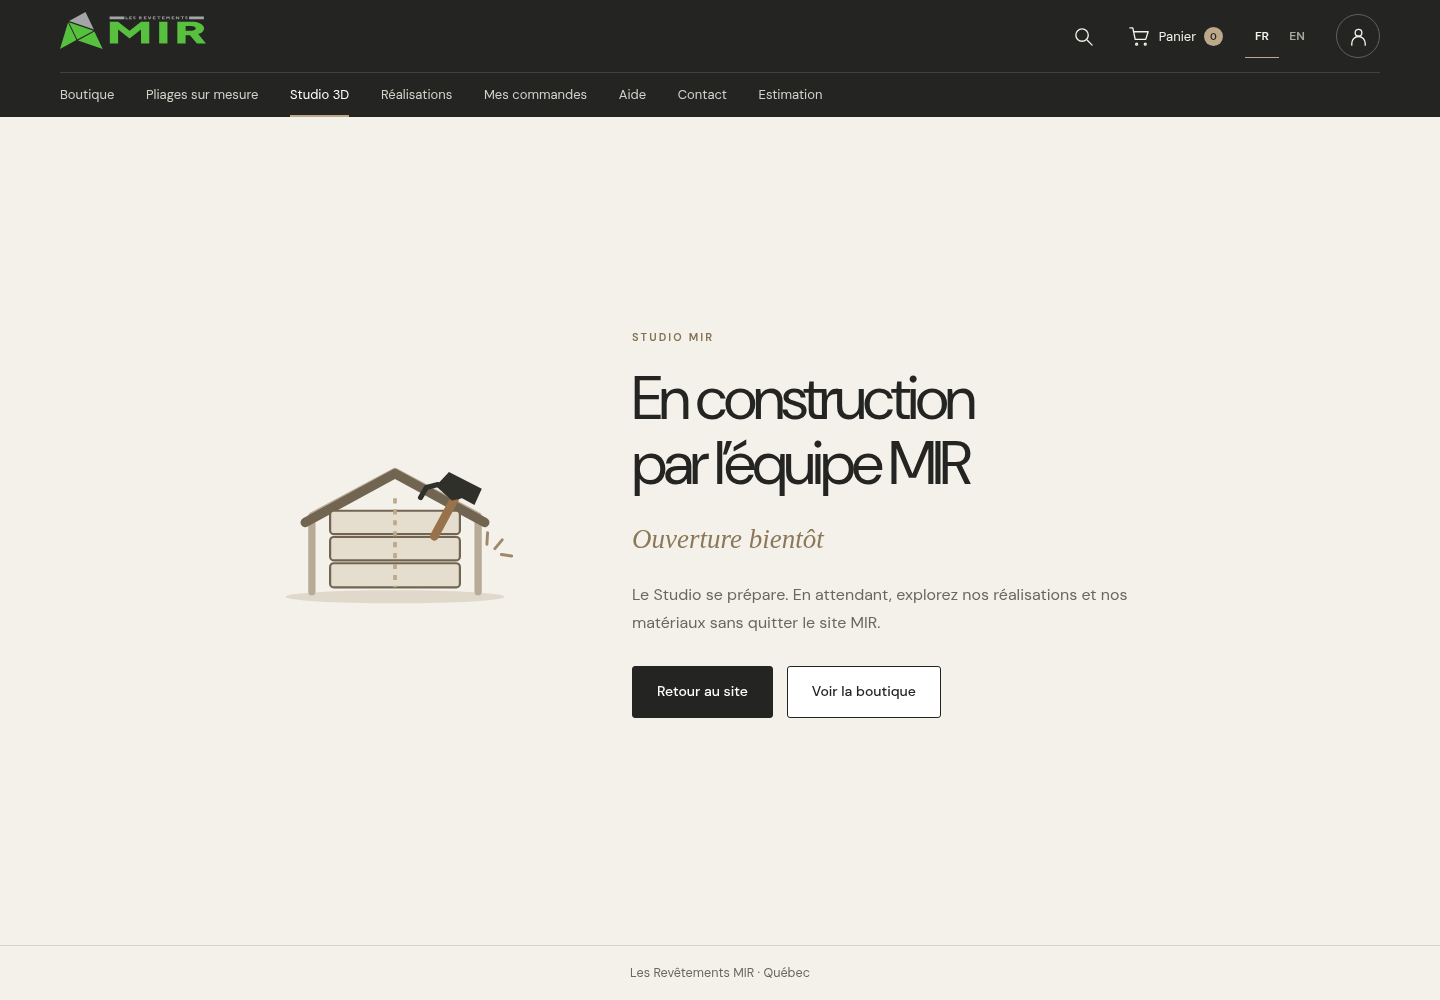 LES REVÊTEMENTS
MIR
Panier 0
FR EN
Boutique Pliages sur mesure Studio 3D Réalisations Mes commandes Aide Contact Estimation
STUDIO MIR
En construction
par l’équipe MIR
Ouverture bientôt
Le Studio se prépare. En attendant, explorez nos réalisations et nos
matériaux sans quitter le site MIR.
Retour au site Voir la boutique
Les Revêtements MIR · Québec